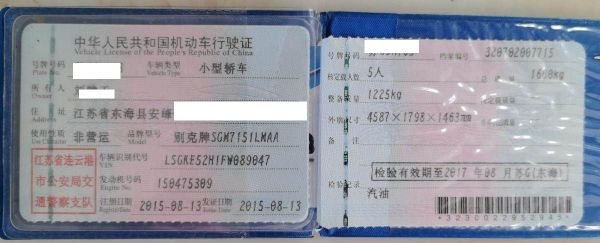 中华人民共和国机动车行驶证
Vehicle License of the People's Republic of China
号牌号码 车辆类型 小型轿车
Plate No. Vehicle Type
所有人
Owner
住址 江苏省东海县安峰
Address
使用性质 非营运 品牌型号 别克牌SGM7151LMAA
Use Character Model
江苏省连云港
市公安局交
通警察支队
车辆识别代号 LSGKE52H1FW089047
VIN
发动机号码 150475309
Engine No.
注册日期 2015-08-13 发证日期 2015-08-13
Register Date Issue Date
号牌号码 档案编号 320702007715
核定载人数 5人 1608kg
整备质量 1225kg
外廓尺寸 4587×1798×1463mm
检验记录 检验有效期至2017年08月苏G(东海)
汽油
*3230022952945*